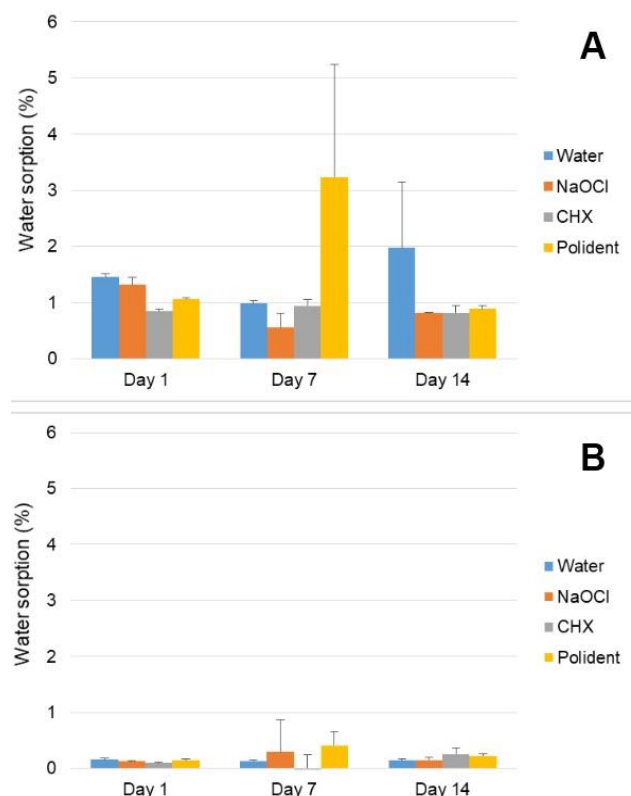 A
6
5
4
3
2
1
0
Water sorption (%)
Day 1 Day 7 Day 14
Water
NaOCl
CHX
Polident
B
6
5
4
3
2
1
0
Water sorption (%)
Day 1 Day 7 Day 14
Water
NaOCl
CHX
Polident